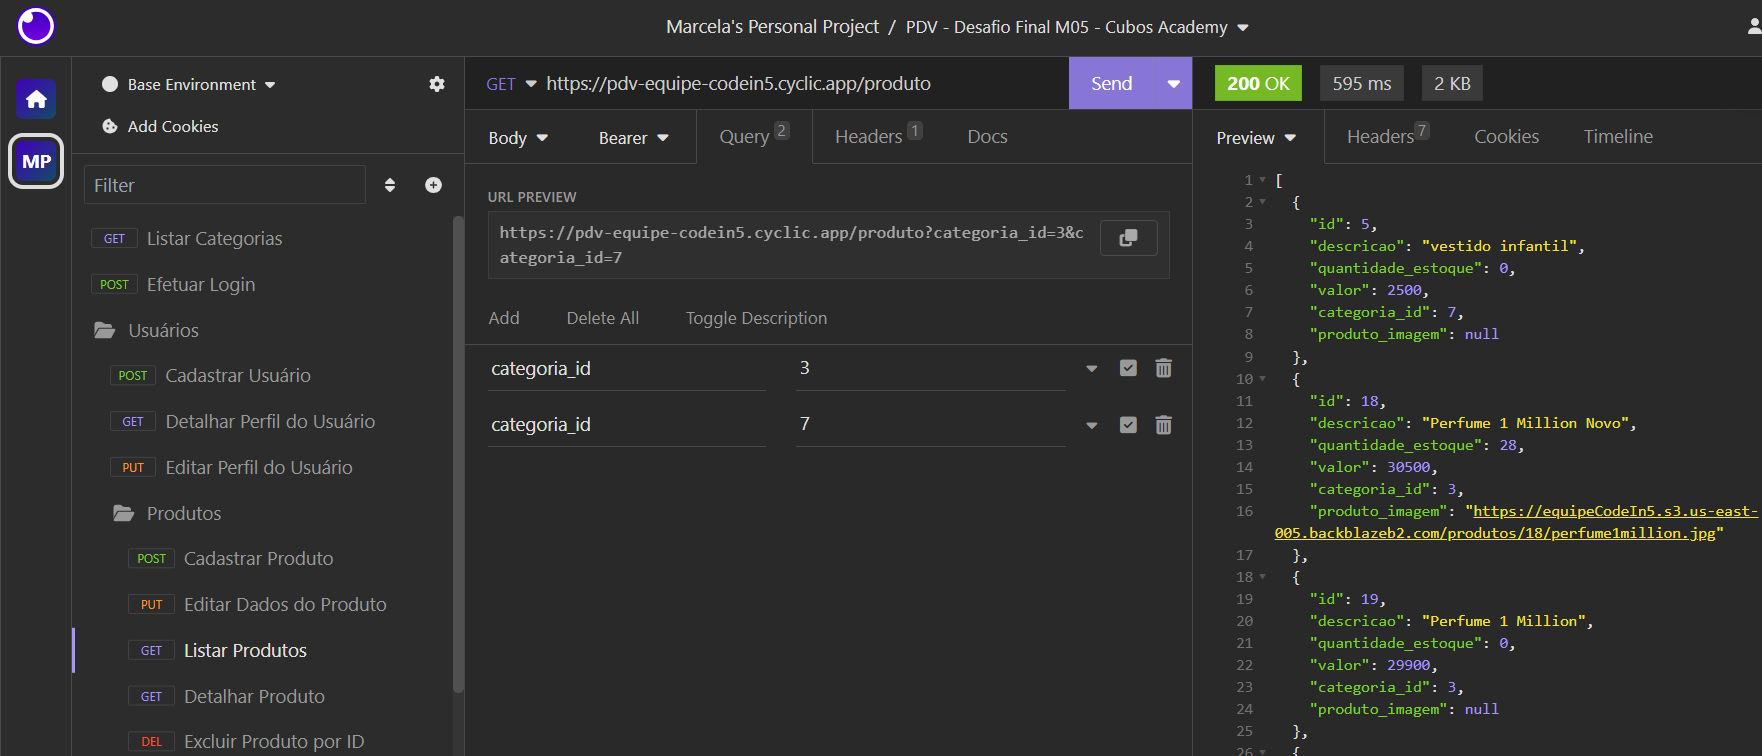 Marcela's Personal Project / PDV - Desafio Final M05 - Cubos Academy
MP
Base Environment
Add Cookies
Filter
GET Listar Categorias
POST Efetuar Login
Usuários
POST Cadastrar Usuário
GET Detalhar Perfil do Usuário
PUT Editar Perfil do Usuário
Produtos
POST Cadastrar Produto
PUT Editar Dados do Produto
GET Listar Produtos
GET Detalhar Produto
DEL Excluir Produto por ID
GET https://pdv-equipe-codein5.cyclic.app/produto Send
Body Bearer Query 2 Headers 1 Docs
URL PREVIEW
https://pdv-equipe-codein5.cyclic.app/produto?categoria_id=3&c
ategoria_id=7
Add Delete All Toggle Description
categoria_id 3
categoria_id 7
200 OK 595 ms 2 KB
Preview Headers 7 Cookies Timeline
1 [
2 {
3 "id": 5,
4 "descricao": "vestido infantil",
5 "quantidade_estoque": 0,
6 "valor": 2500,
7 "categoria_id": 7,
8 "produto_imagem": null
9 },
10 {
11 "id": 18,
12 "descricao": "Perfume 1 Million Novo",
13 "quantidade_estoque": 28,
14 "valor": 30500,
15 "categoria_id": 3,
16 "produto_imagem": "https://equipeCodeIn5.s3.us-east-
005.backblazeb2.com/produtos/18/perfume1million.jpg"
17 },
18 {
19 "id": 19,
20 "descricao": "Perfume 1 Million",
21 "quantidade_estoque": 0,
22 "valor": 29900,
23 "categoria_id": 3,
24 "produto_imagem": null
25 },
26 {